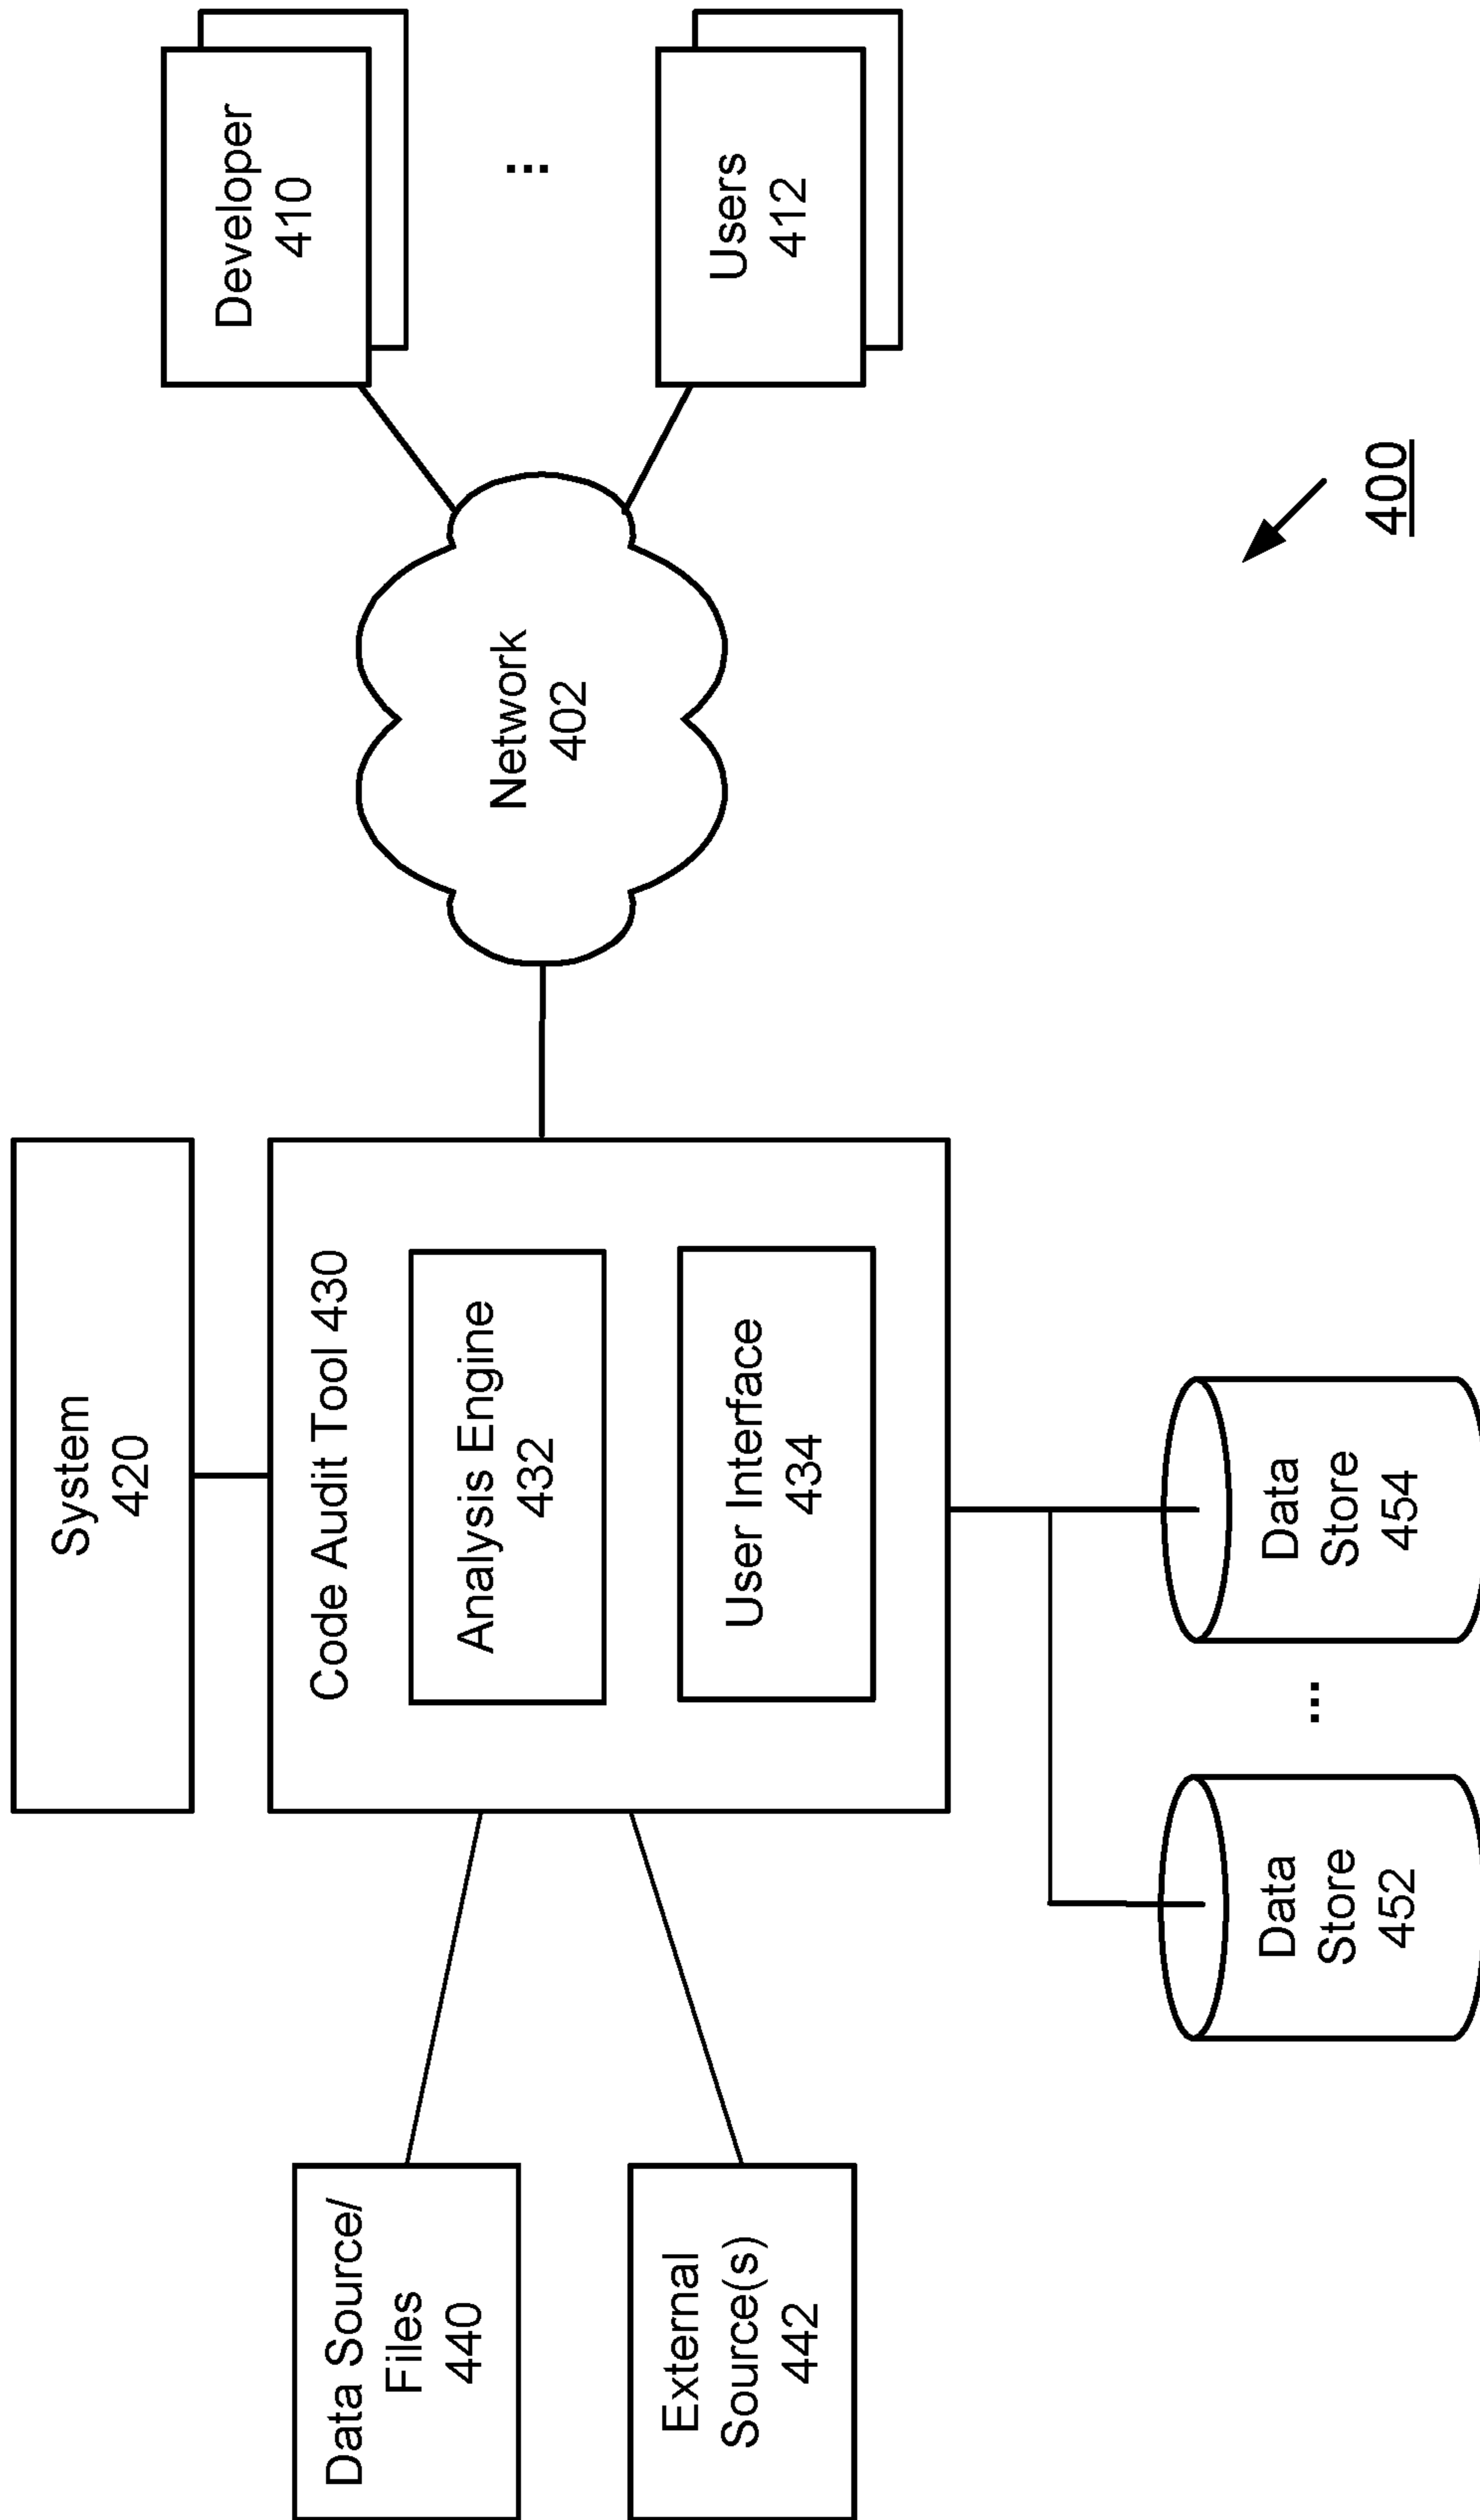 System
420
Data Source/
Files
440
External
Source(s)
442
Code Audit Tool 430
Analysis Engine
432
User Interface
434
Network
402
Developer
410
...
Users
412
Data
Store
452
...
Data
Store
454
400